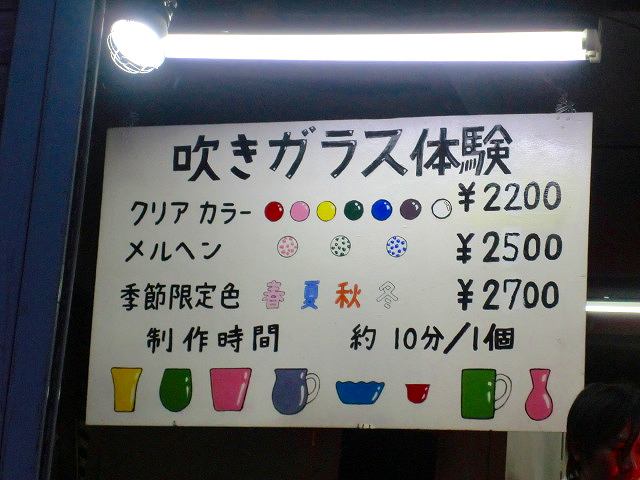 吹きガラス体験
クリアカラー ¥2200
メルヘン ¥2500
季節限定色 春 夏 秋 冬 ¥2700
制作時間 約10分/1個